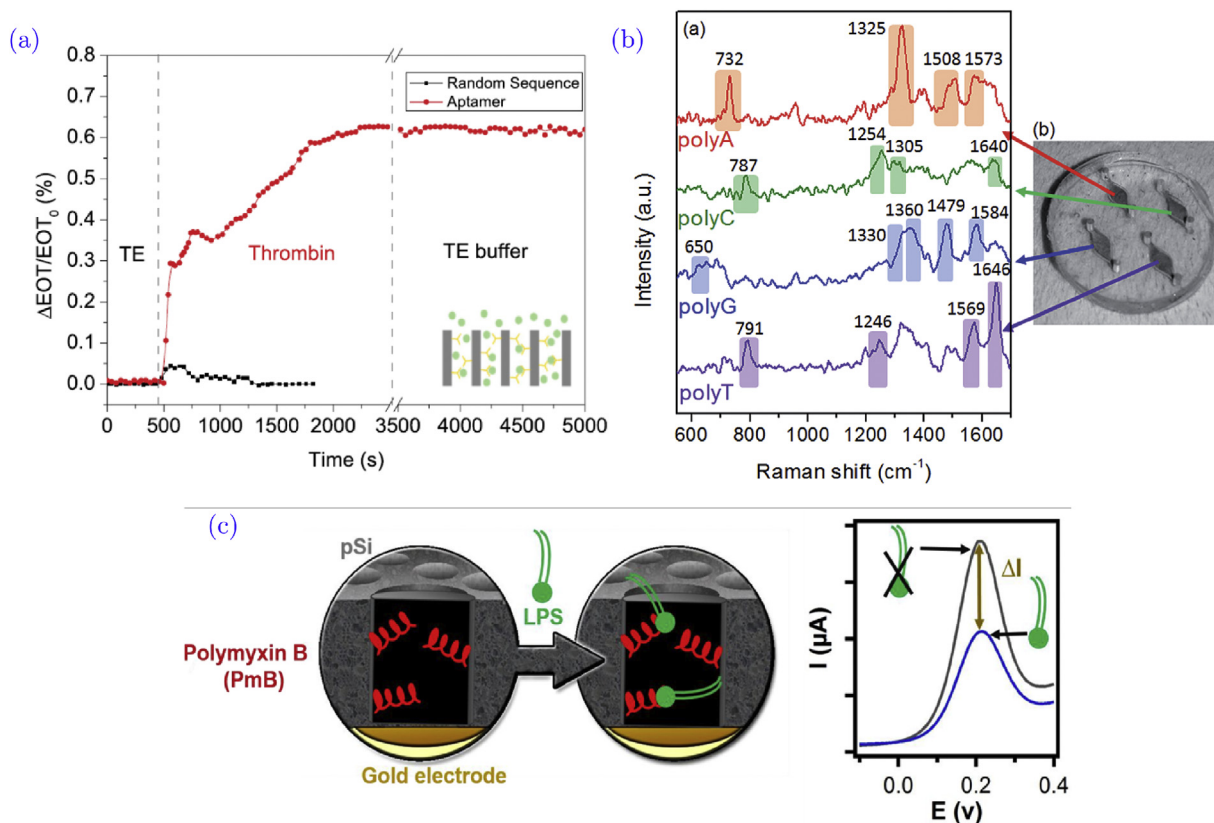 (a)
0.8
0.7
0.6
0.5
0.4
0.3
0.2
0.1
0.0
ΔEOT/EOT₀ (%)
Random Sequence
Aptamer
TE
Thrombin
TE buffer
0
500
1000
1500
2000
2500
4000
4500
5000
Time (s)
(b)
(a)
732
1325
1508
1573
polyA
787
1254
1305
1640
polyC
650
1330
1360
1479
1584
polyG
791
1246
1569
1646
polyT
(b)
Intensity (a.u.)
600
800
1000
1200
1400
1600
Raman shift (cm⁻¹)
(c)
pSi
LPS
Polymyxin B
(PmB)
Gold electrode
I (μA)
ΔI
0.0
0.2
0.4
E (v)